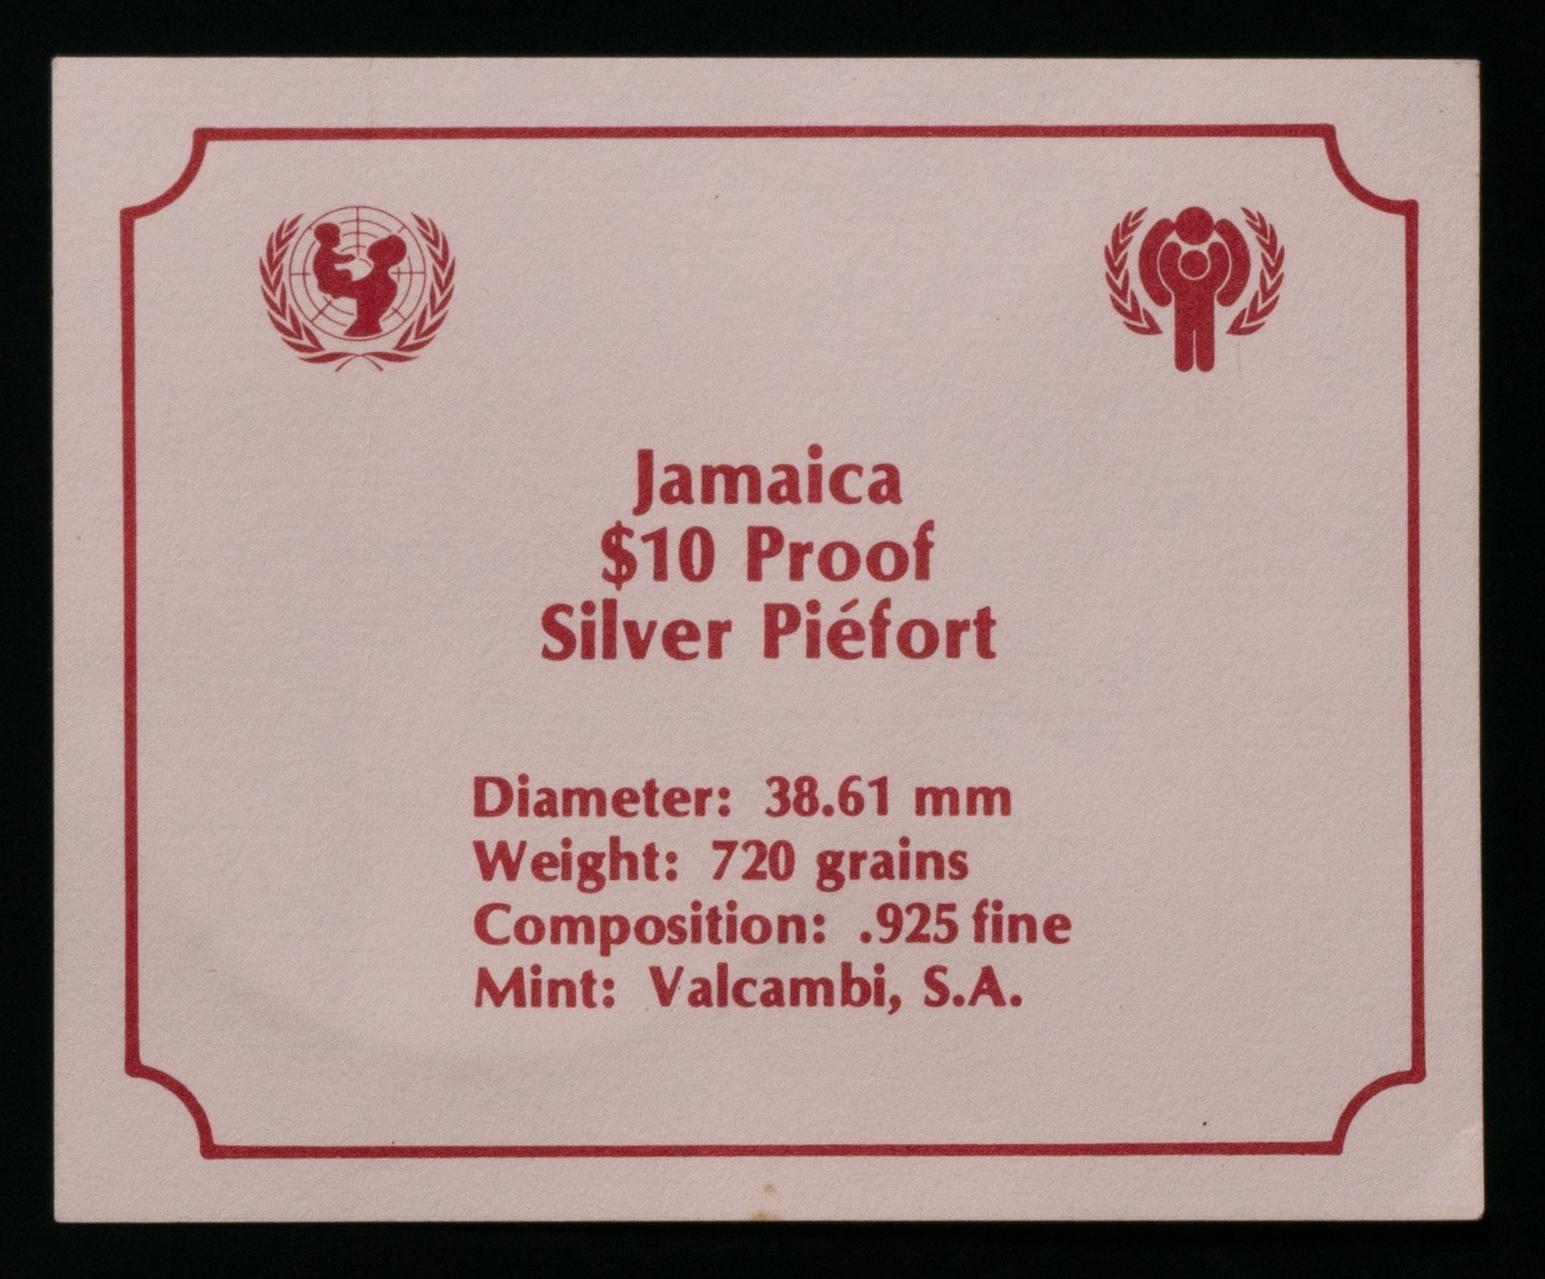 Jamaica
$10 Proof
Silver Piéfort
Diameter: 38.61 mm
Weight: 720 grains
Composition: .925 fine
Mint: Valcambi, S.A.